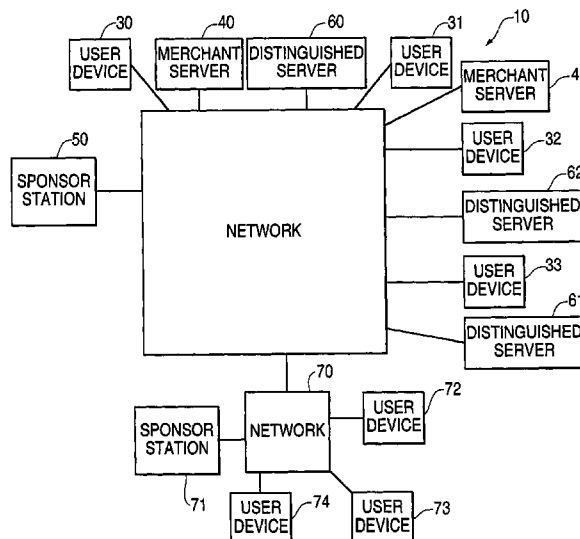 30
40
60
31
10
USER
DEVICE
MERCHANT
SERVER
DISTINGUISHED
SERVER
USER
DEVICE
MERCHANT
SERVER
50
32
USER
DEVICE
SPONSOR
STATION
62
DISTINGUISHED
SERVER
NETWORK
33
USER
DEVICE
61
DISTINGUISHED
SERVER
70
72
USER
DEVICE
SPONSOR
STATION
NETWORK
71
USER
DEVICE
74
USER
DEVICE
73